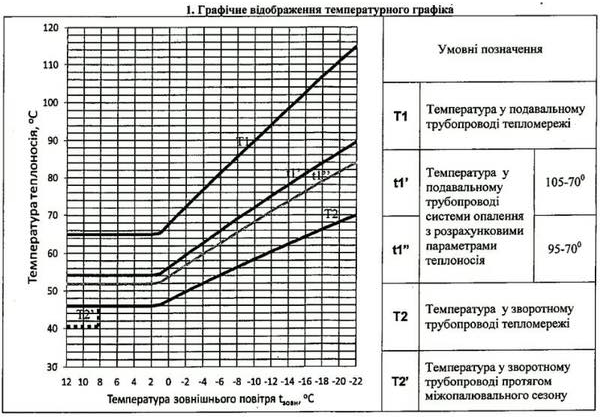 1. Графічне відображення температурного графіка
Температура теплоносія, °С
120
110
100
90
80
70
60
50
40
30
T1
t1'
t1''
T2
T2'
12 10 8 6 4 2 0 -2 -4 -6 -8 -10 -12 -14 -16 -18 -20 -22
Температура зовнішнього повітря tзовн, °С
Умовні позначення
T1
Температура у подавальному
трубопроводі тепломережі
t1'
t1''
Температура у
подавальному
трубопроводі
системи опалення
з розрахунковими
параметрами
теплоносія
105-70⁰
95-70⁰
T2
Температура у зворотному
трубопроводі тепломережі
T2'
Температура у зворотному
трубопроводі протягом
міжопалювального сезону